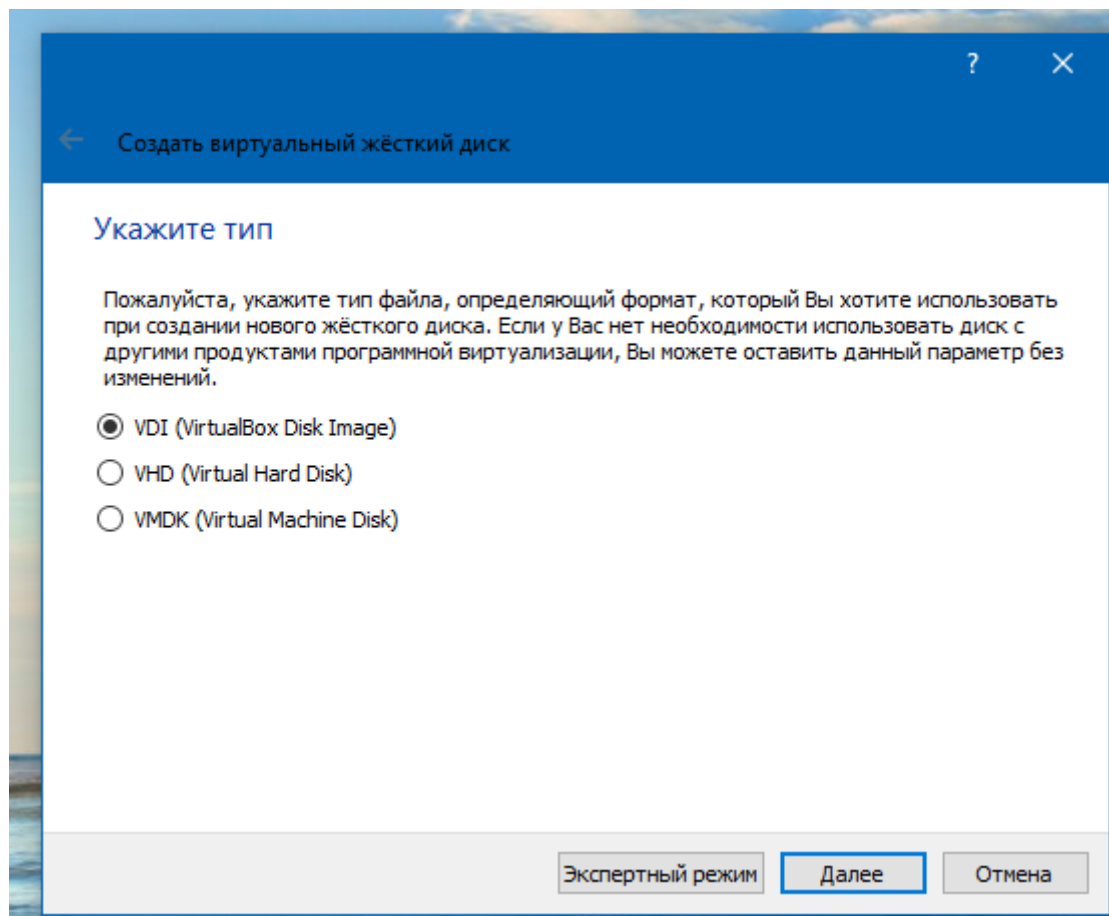 ?
Создать виртуальный жёсткий диск
Укажите тип
Пожалуйста, укажите тип файла, определяющий формат, который Вы хотите использовать
при создании нового жёсткого диска. Если у Вас нет необходимости использовать диск с
другими продуктами программной виртуализации, Вы можете оставить данный параметр без
изменений.
VDI (VirtualBox Disk Image)
VHD (Virtual Hard Disk)
VMDK (Virtual Machine Disk)
Экспертный режим Далее Отмена